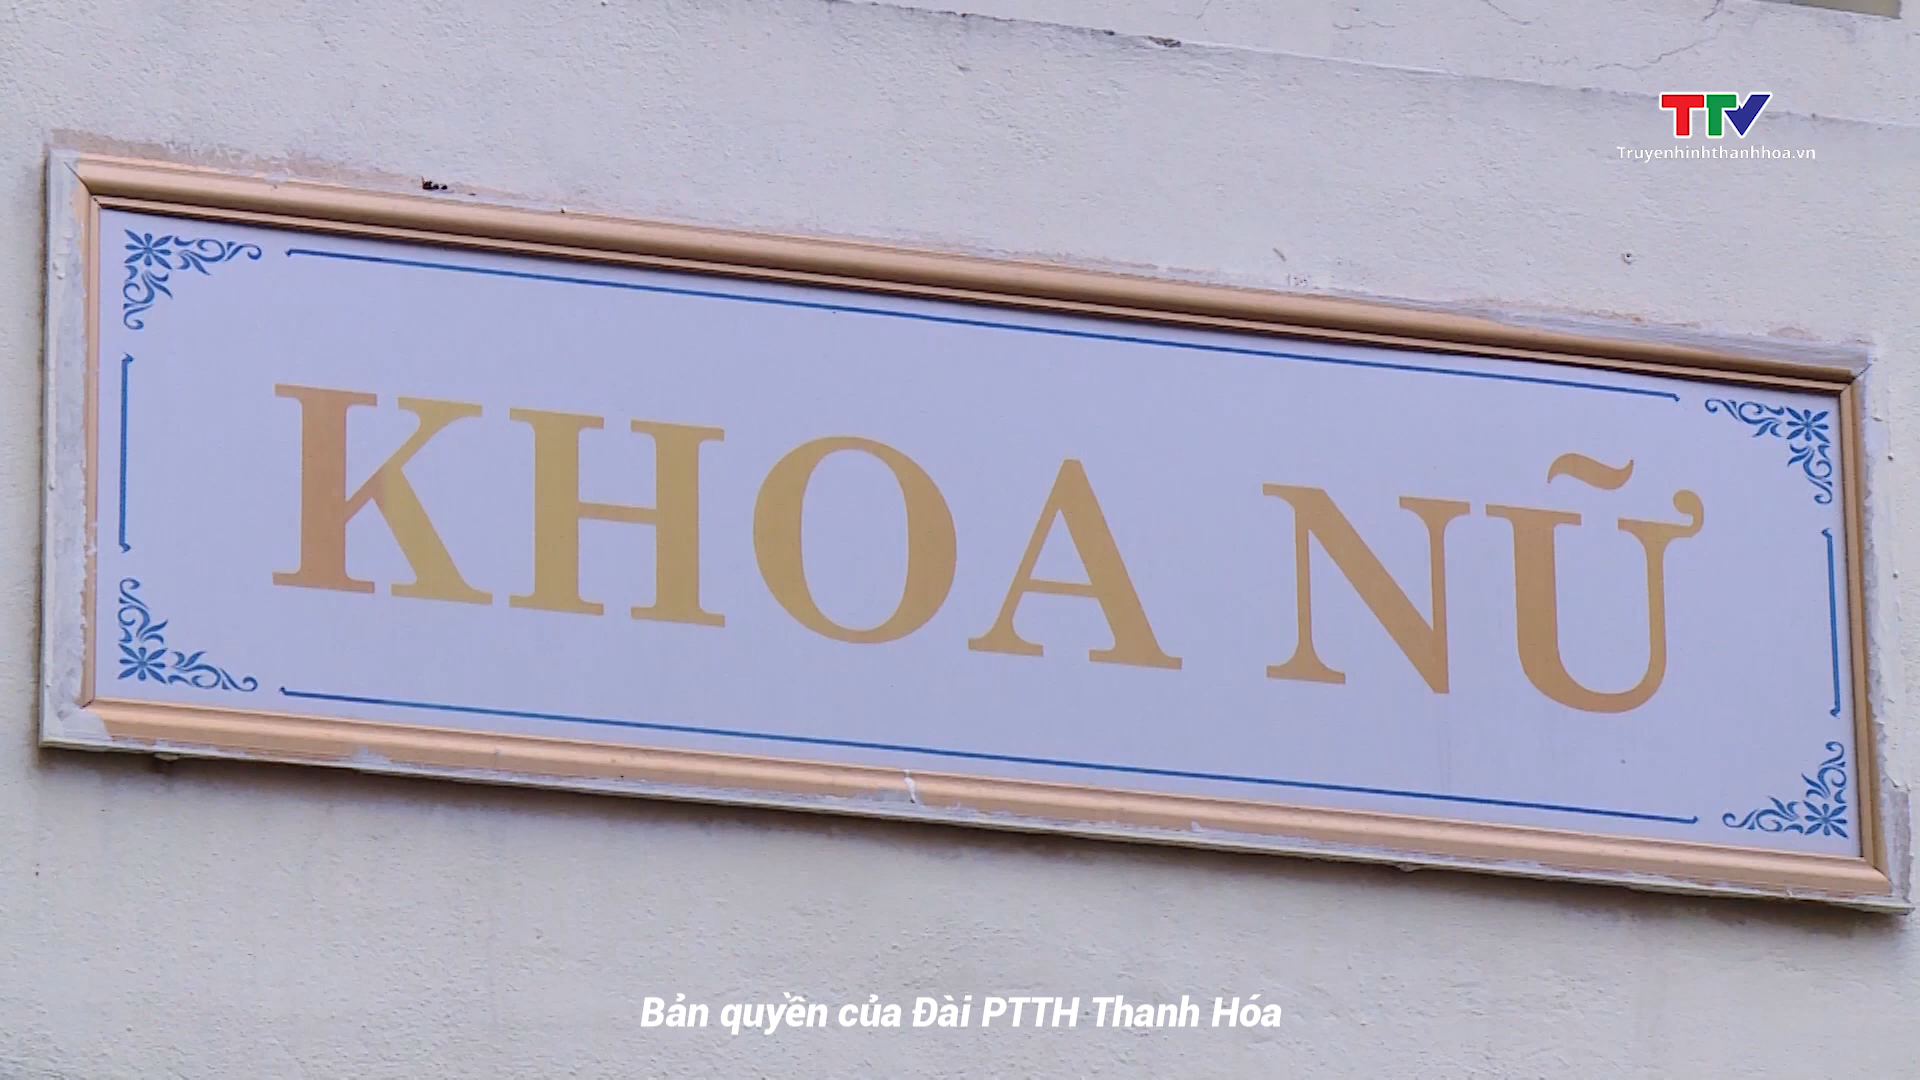 TTV
Truyenhinhthanhhoa.vn
KHOA NỮ
Bản quyền của Đài PTTH Thanh Hóa